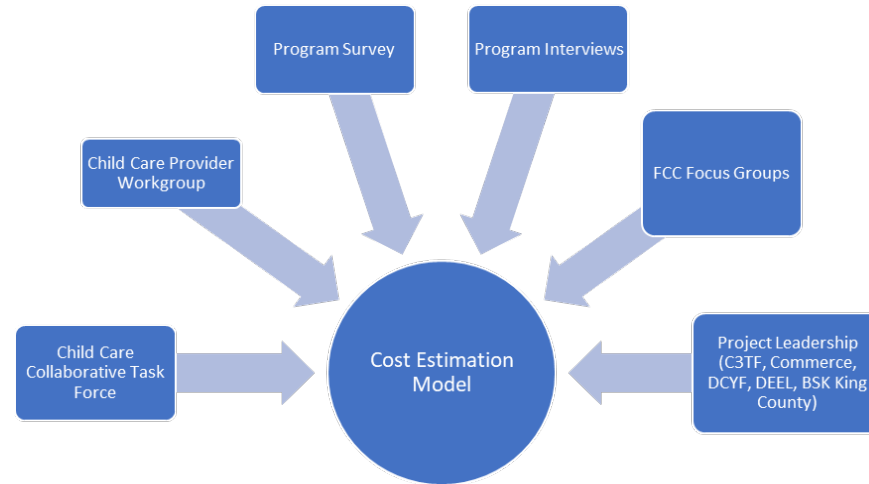 Program Survey
Program Interviews
Child Care Provider
Workgroup
FCC Focus Groups
Child Care
Collaborative Task
Force
Cost Estimation
Model
Project Leadership
(C3TF, Commerce,
DCYF, DEEL, BSK King
County)